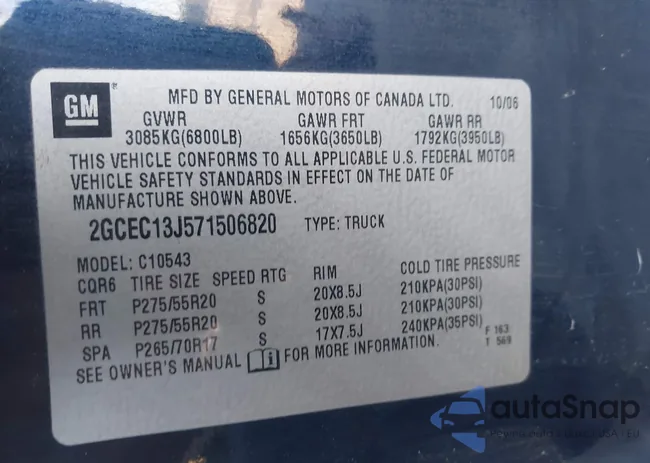 GM
MFD BY GENERAL MOTORS OF CANADA LTD. 10/06
GVWR GAWR FRT GAWR RR
3085KG(6800LB) 1656KG(3650LB) 1792KG(3950LB)
THIS VEHICLE CONFORMS TO ALL APPLICABLE U.S. FEDERAL MOTOR
VEHICLE SAFETY STANDARDS IN EFFECT ON THE DATE OF
MANUFACTURE SHOWN ABOVE.
2GCEC13J571506820 TYPE: TRUCK
MODEL: C10543
CQR6 TIRE SIZE SPEED RTG RIM COLD TIRE PRESSURE
FRT P275/55R20 S 20X8.5J 210KPA(30PSI)
RR P275/55R20 S 20X8.5J 210KPA(30PSI)
SPA P265/70R17 S 17X7.5J 240KPA(35PSI)
F 163
T 569
SEE OWNER'S MANUAL i FOR MORE INFORMATION.
autoSnap